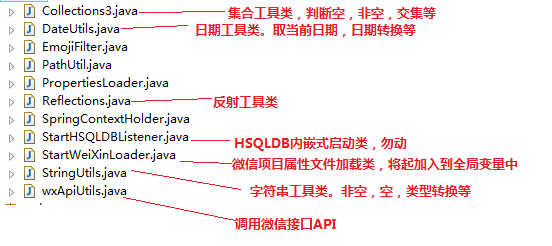 Collections3.java 集合工具类，判断空，非空，交集等
DateUtils.java 日期工具类。取当前日期，日期转换等
EmojiFilter.java
PathUtil.java
PropertiesLoader.java
Reflections.java 反射工具类
SpringContextHolder.java
StartHSQLDBListener.java HSQLDB内嵌式启动类，勿动
StartWeiXinLoader.java 微信项目属性文件加载类，将起加入到全局变量中
StringUtils.java 字符串工具类。非空，空，类型转换等
wxApiUtils.java
调用微信接口API